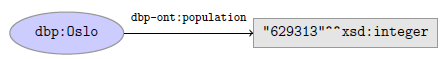 dbp-ont:population
dbp:Oslo
"629313"^^xsd:integer